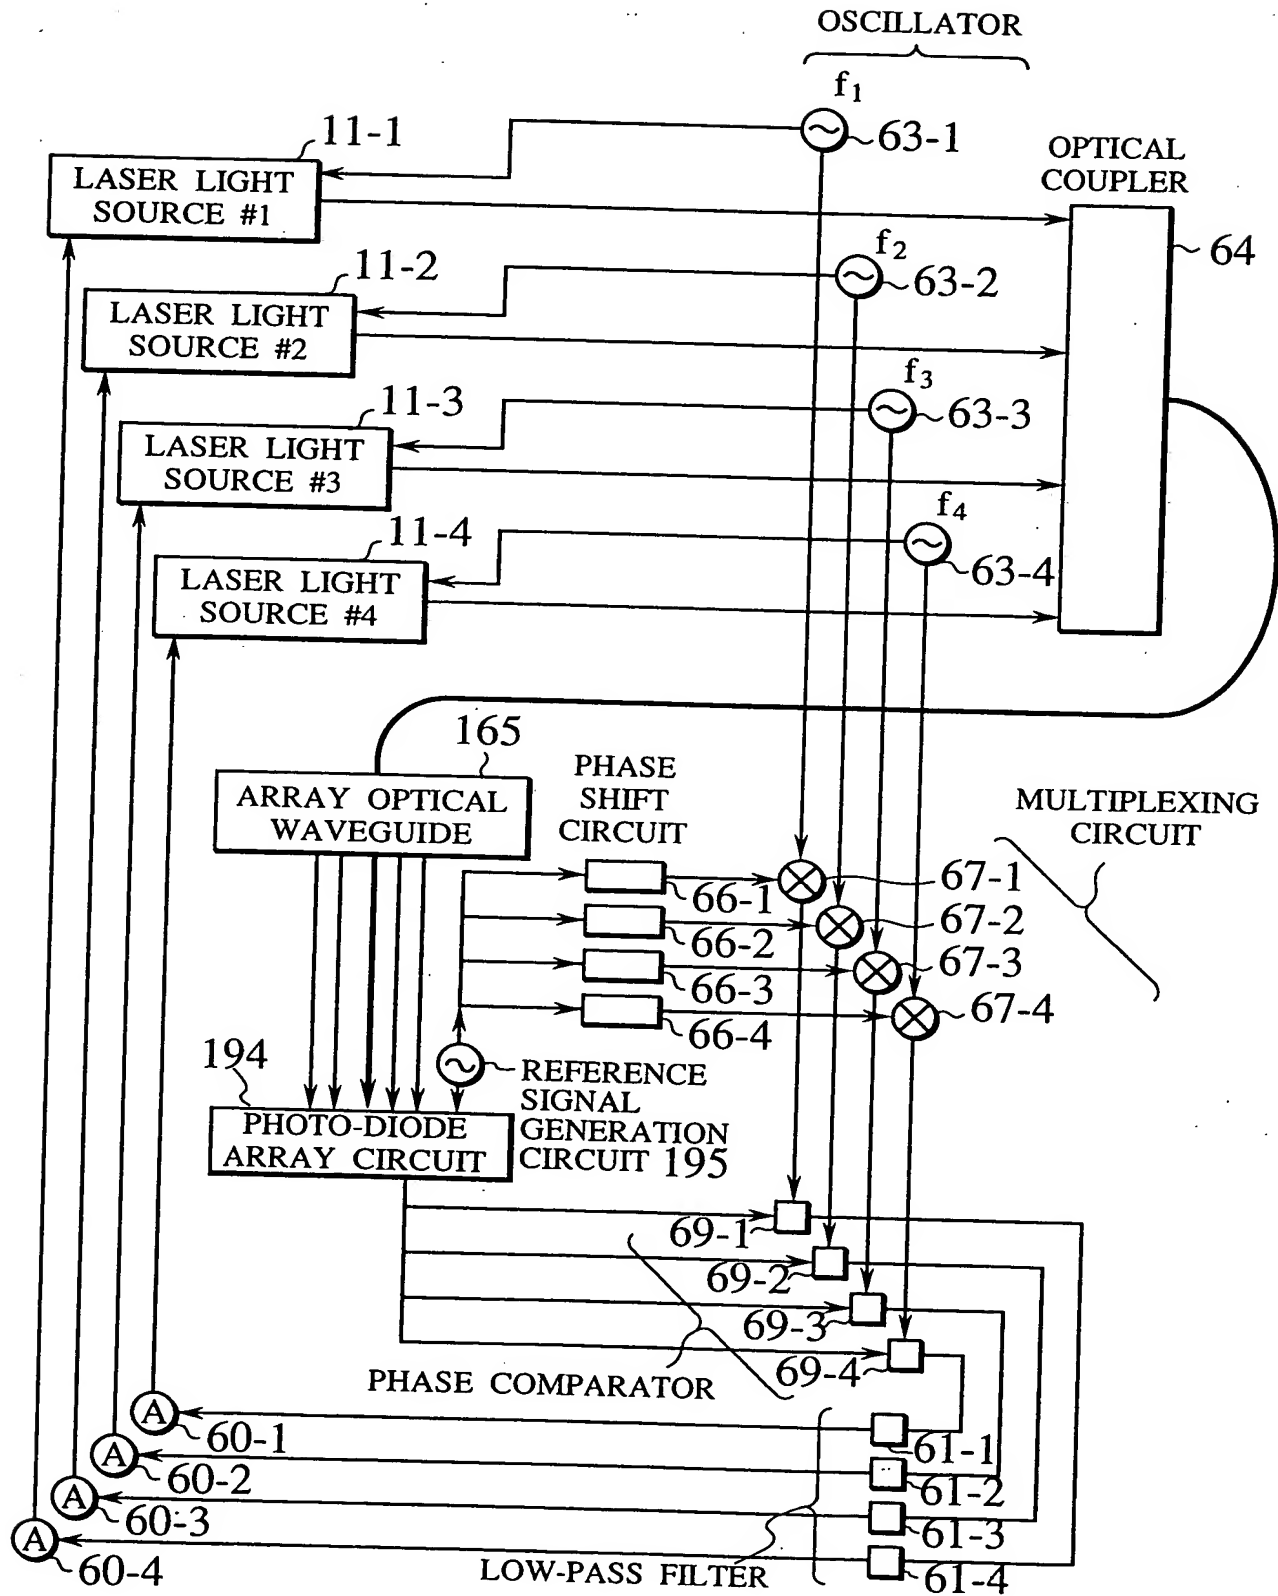 OSCILLATOR
f1
63-1
11-1
LASER LIGHT
SOURCE #1
OPTICAL
COUPLER
64
f2
63-2
11-2
LASER LIGHT
SOURCE #2
f3
63-3
11-3
LASER LIGHT
SOURCE #3
f4
63-4
11-4
LASER LIGHT
SOURCE #4
165
ARRAY OPTICAL
WAVEGUIDE
PHASE
SHIFT
CIRCUIT
MULTIPLEXING
CIRCUIT
66-1
67-1
66-2
67-2
66-3
67-3
66-4
67-4
194
PHOTO-DIODE
ARRAY CIRCUIT
REFERENCE
SIGNAL
GENERATION
CIRCUIT 195
69-1
69-2
69-3
69-4
PHASE COMPARATOR
A
60-1
61-1
A
60-2
61-2
A
60-3
61-3
A
60-4
61-4
LOW-PASS FILTER